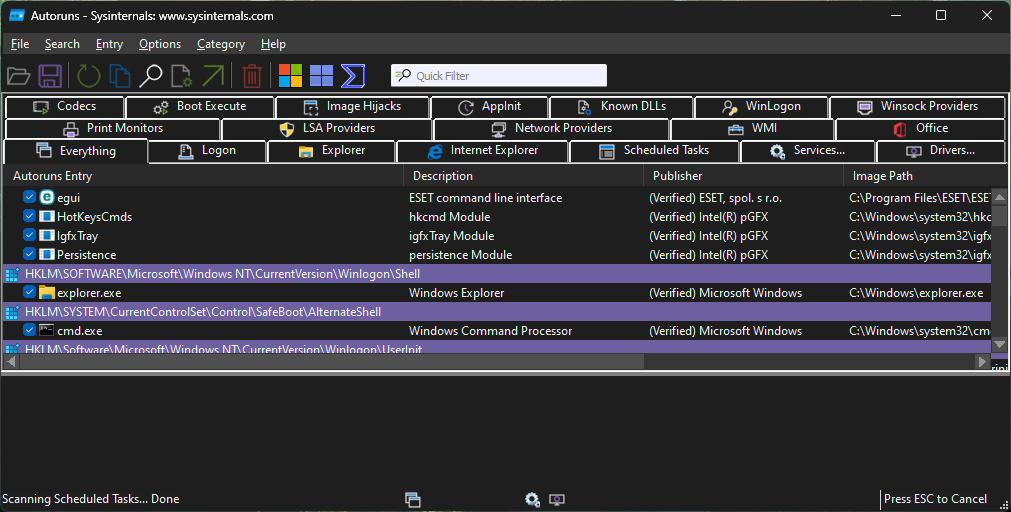 Autoruns - Sysinternals: www.sysinternals.com
File Search Entry Options Category Help
Quick Filter
Codecs Boot Execute Image Hijacks AppInit Known DLLs WinLogon Winsock Providers
Print Monitors LSA Providers Network Providers WMI Office
Everything Logon Explorer Internet Explorer Scheduled Tasks Services... Drivers...
Autoruns Entry Description Publisher Image Path
egui ESET command line interface (Verified) ESET, spol. s r.o. C:\Program Files\ESET\ESE
HotKeysCmds hkcmd Module (Verified) Intel(R) pGFX C:\Windows\system32\hkc
IgfxTray igfxTray Module (Verified) Intel(R) pGFX C:\Windows\system32\igfx
Persistence persistence Module (Verified) Intel(R) pGFX C:\Windows\system32\igfx
HKLM\SOFTWARE\Microsoft\Windows NT\CurrentVersion\Winlogon\Shell
explorer.exe Windows Explorer (Verified) Microsoft Windows C:\Windows\explorer.exe
HKLM\SYSTEM\CurrentControlSet\Control\SafeBoot\AlternateShell
cmd.exe Windows Command Processor (Verified) Microsoft Windows C:\Windows\system32\cm
HKLM\Software\Microsoft\Windows NT\CurrentVersion\Winlogon\UserInit
Scanning Scheduled Tasks... Done Press ESC to Cancel